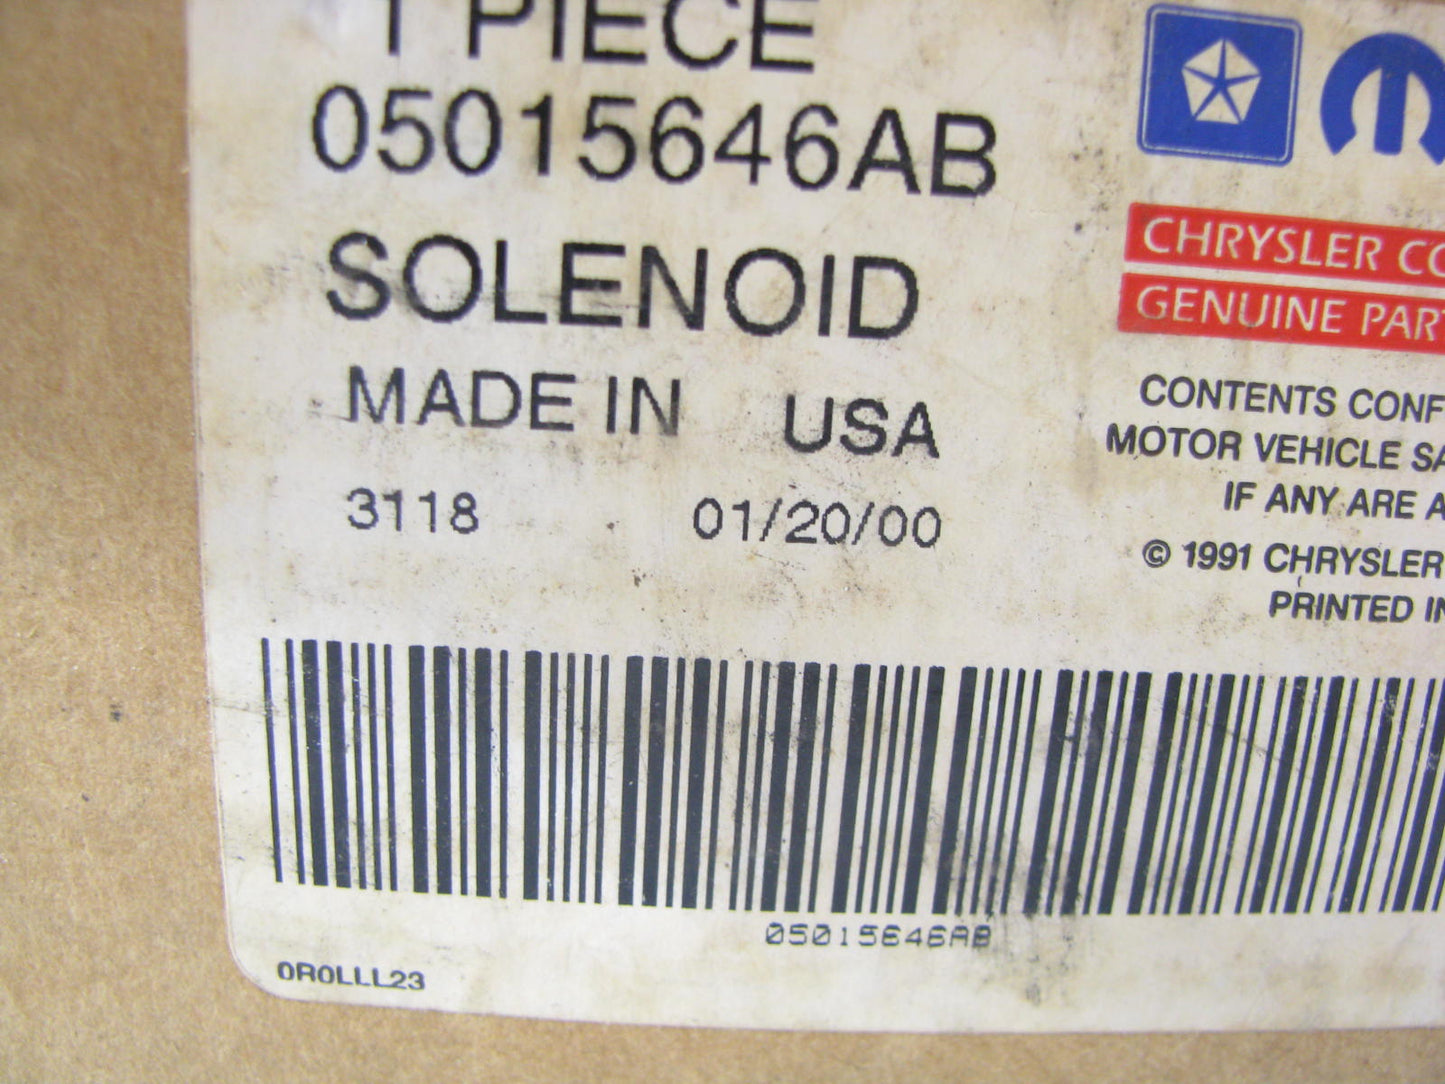 1 PIECE
05015646AB
SOLENOID
MADE IN USA
3118 01/20/00
05015646AB
0R0LLL23
CHRYSLER CO
GENUINE PART
CONTENTS CONF
MOTOR VEHICLE SA
IF ANY ARE A
© 1991 CHRYSLER
PRINTED IN